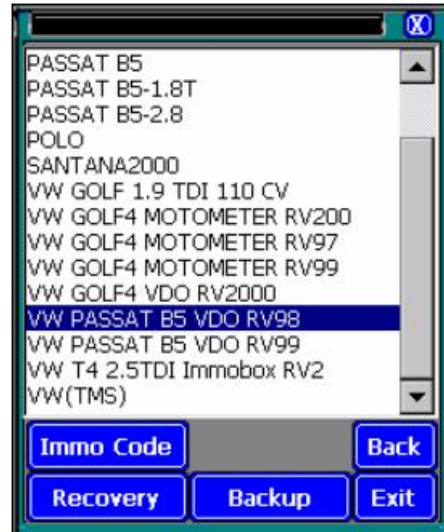 X
PASSAT B5
PASSAT B5-1.8T
PASSAT B5-2.8
POLO
SANTANA2000
VW GOLF 1.9 TDI 110 CV
VW GOLF4 MOTOMETER RV200
VW GOLF4 MOTOMETER RV97
VW GOLF4 MOTOMETER RV99
VW GOLF4 VDO RV2000
VW PASSAT B5 VDO RV98
VW PASSAT B5 VDO RV99
VW T4 2.5TDI Immobox RV2
VW(TMS)
Immo Code
Back
Recovery
Backup
Exit